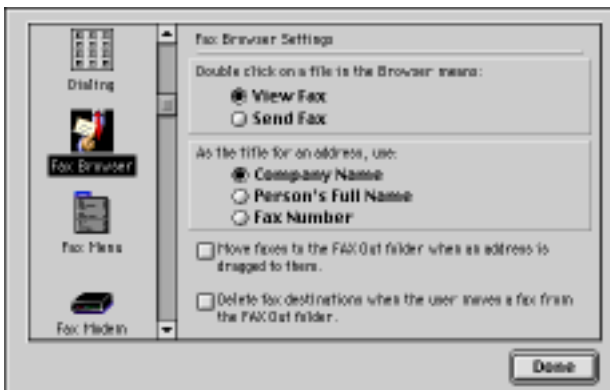 Dialing
Fax Browser
Fax Menu
Fax Modem
Fax Browser Settings
Double click on a file in the Browser means:
View Fax
Send Fax
As the title for an address, use:
Company Name
Person's Full Name
Fax Number
Move faxes to the FAX Out folder when an address is
dragged to them.
Delete fax destinations when the user moves a fax from
the FAX Out folder.
Done